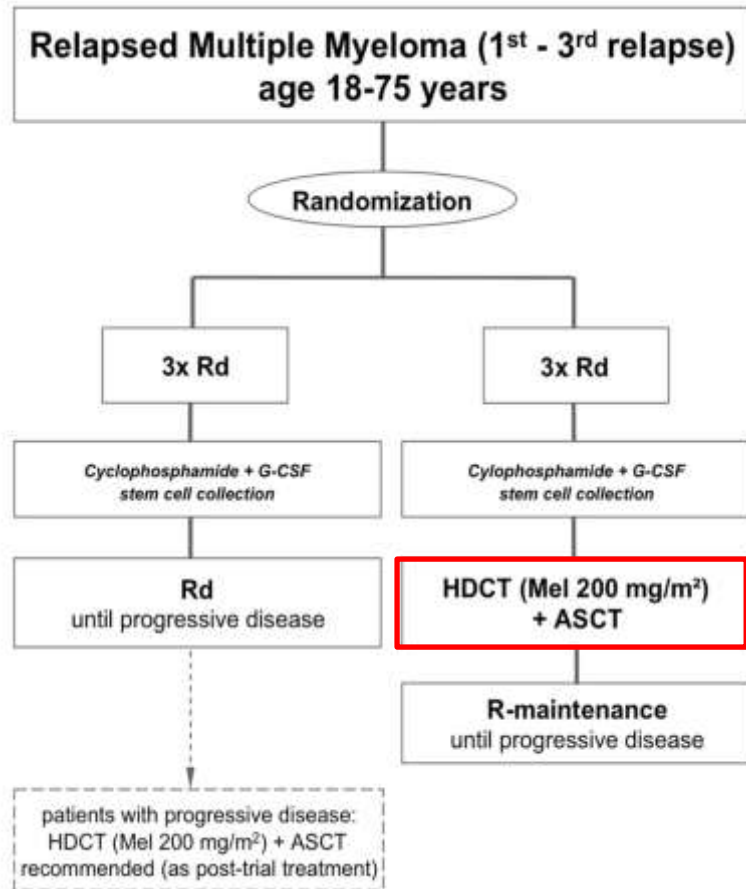 Relapsed Multiple Myeloma (1st - 3rd relapse)
age 18-75 years
Randomization
3x Rd
3x Rd
Cyclophosphamide + G-CSF
stem cell collection
Cylophosphamide + G-CSF
stem cell collection
Rd
until progressive disease
HDCT (Mel 200 mg/m²)
+ ASCT
R-maintenance
until progressive disease
patients with progressive disease:
HDCT (Mel 200 mg/m²) + ASCT
recommended (as post-trial treatment)